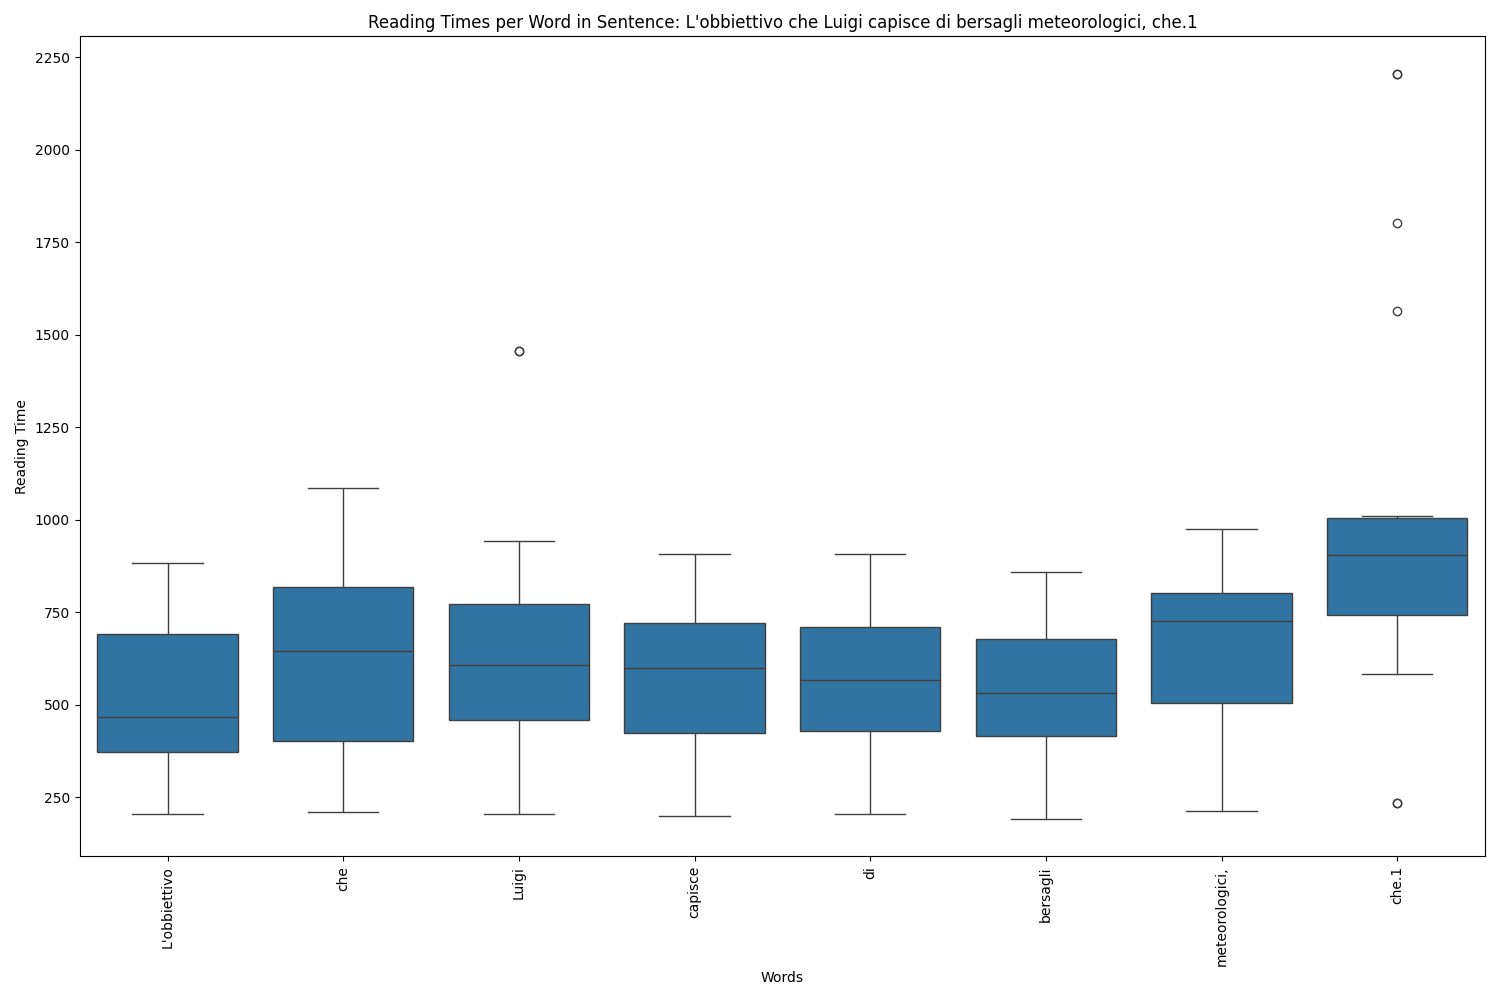 Reading Times per Word in Sentence: L'obbiettivo che Luigi capisce di bersagli meteorologici, che.1
2250
2000
1750
1500
1250
1000
750
500
250
Reading Time
L'obbiettivo
che
Luigi
capisce
di
bersagli
meteorologici,
che.1
Words